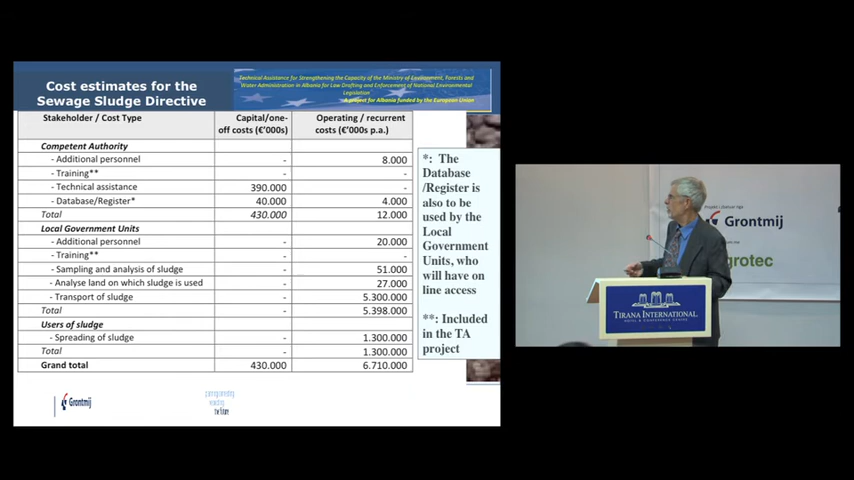 Cost estimates for the
Sewage Sludge Directive
Technical Assistance for Strengthening the Capacity of the Ministry of Environment, Forests and
Water Administration in Albania for Law Drafting and Enforcement of National Environmental
Legislation
A project for Albania funded by the European Union
Stakeholder / Cost Type Capital/one- Operating / recurrent
off costs (€'000s) costs (€'000s p.a.)
Competent Authority
- Additional personnel - 8.000
- Training** - -
- Technical assistance 390.000 -
- Database/Register* 40.000 4.000
Total 430.000 12.000
Local Government Units
- Additional personnel - 20.000
- Training** - -
- Sampling and analysis of sludge - 51.000
- Analyse land on which sludge is used - 27.000
- Transport of sludge - 5.300.000
Total - 5.398.000
Users of sludge
- Spreading of sludge - 1.300.000
Total - 1.300.000
Grand total 430.000 6.710.000
*: The
Database
/Register is
also to be
used by the
Local
Government
Units, who
will have on
line access
**: Included
in the TA
project
Grontmij
the future
Grontmij
grotec
TIRANA INTERNATIONAL
HOTEL & CONFERENCE CENTRE